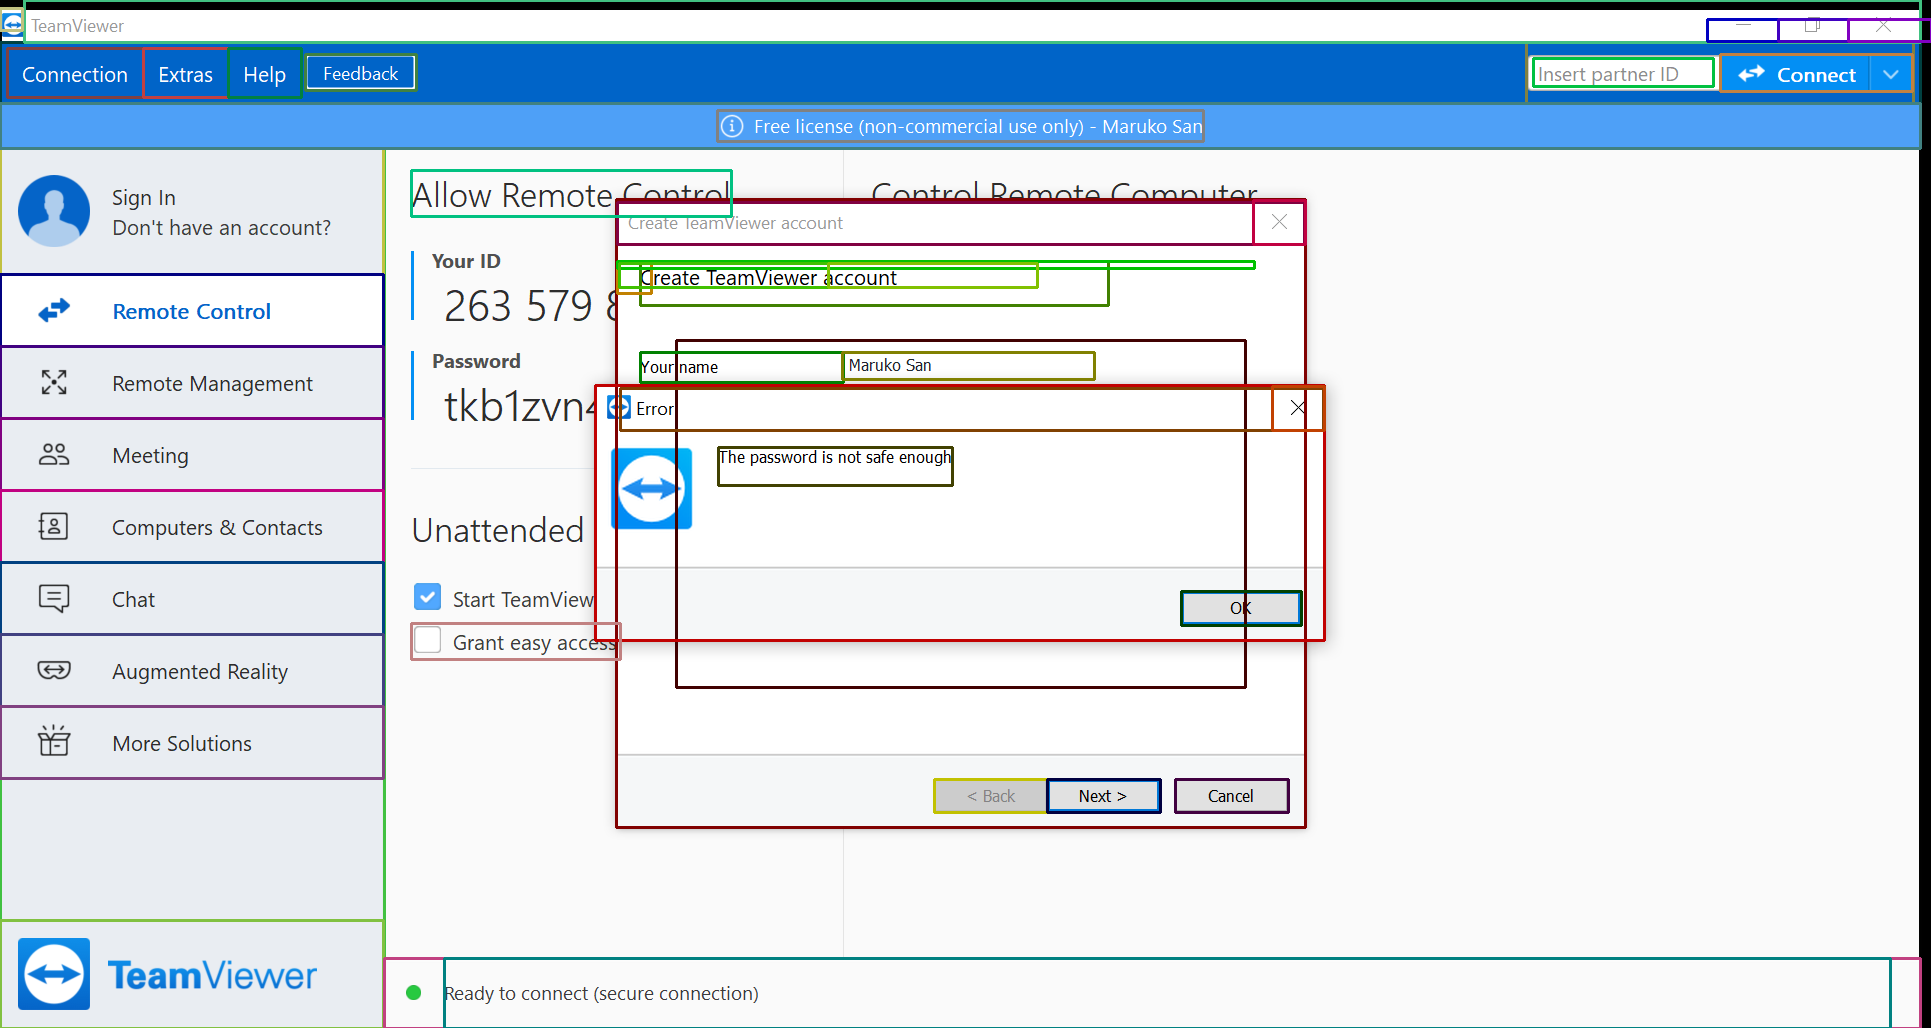 TeamViewer
Connection
Extras
Help
Feedback
Insert partner ID
Connect
Free license (non-commercial use only) - Maruko San
Sign In
Don't have an account?
Remote Control
Remote Management
Meeting
Computers & Contacts
Chat
Augmented Reality
More Solutions
TeamViewer
Allow Remote Control
Your ID
263 579
Password
tkb1zvn4
Unattended
Start TeamView
Grant easy access
Control Remote Computer
Create TeamViewer account
Create TeamViewer account
Your name
Maruko San
Error
The password is not safe enough
OK
< Back
Next >
Cancel
Ready to connect (secure connection)